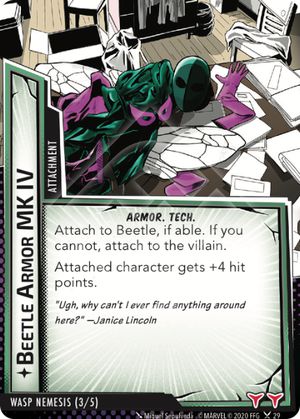 BEETLE ARMOR MK IV
ATTACHMENT
ARMOR. TECH.
Attach to Beetle, if able. If you
cannot, attach to the villain.
Attached character gets +4 hit
points.
"Ugh, why can't I ever find anything around
here?" —Janice Lincoln
WASP NEMESIS (3/5)
Miguel Sepulveda © MARVEL © 2020 FFG 29